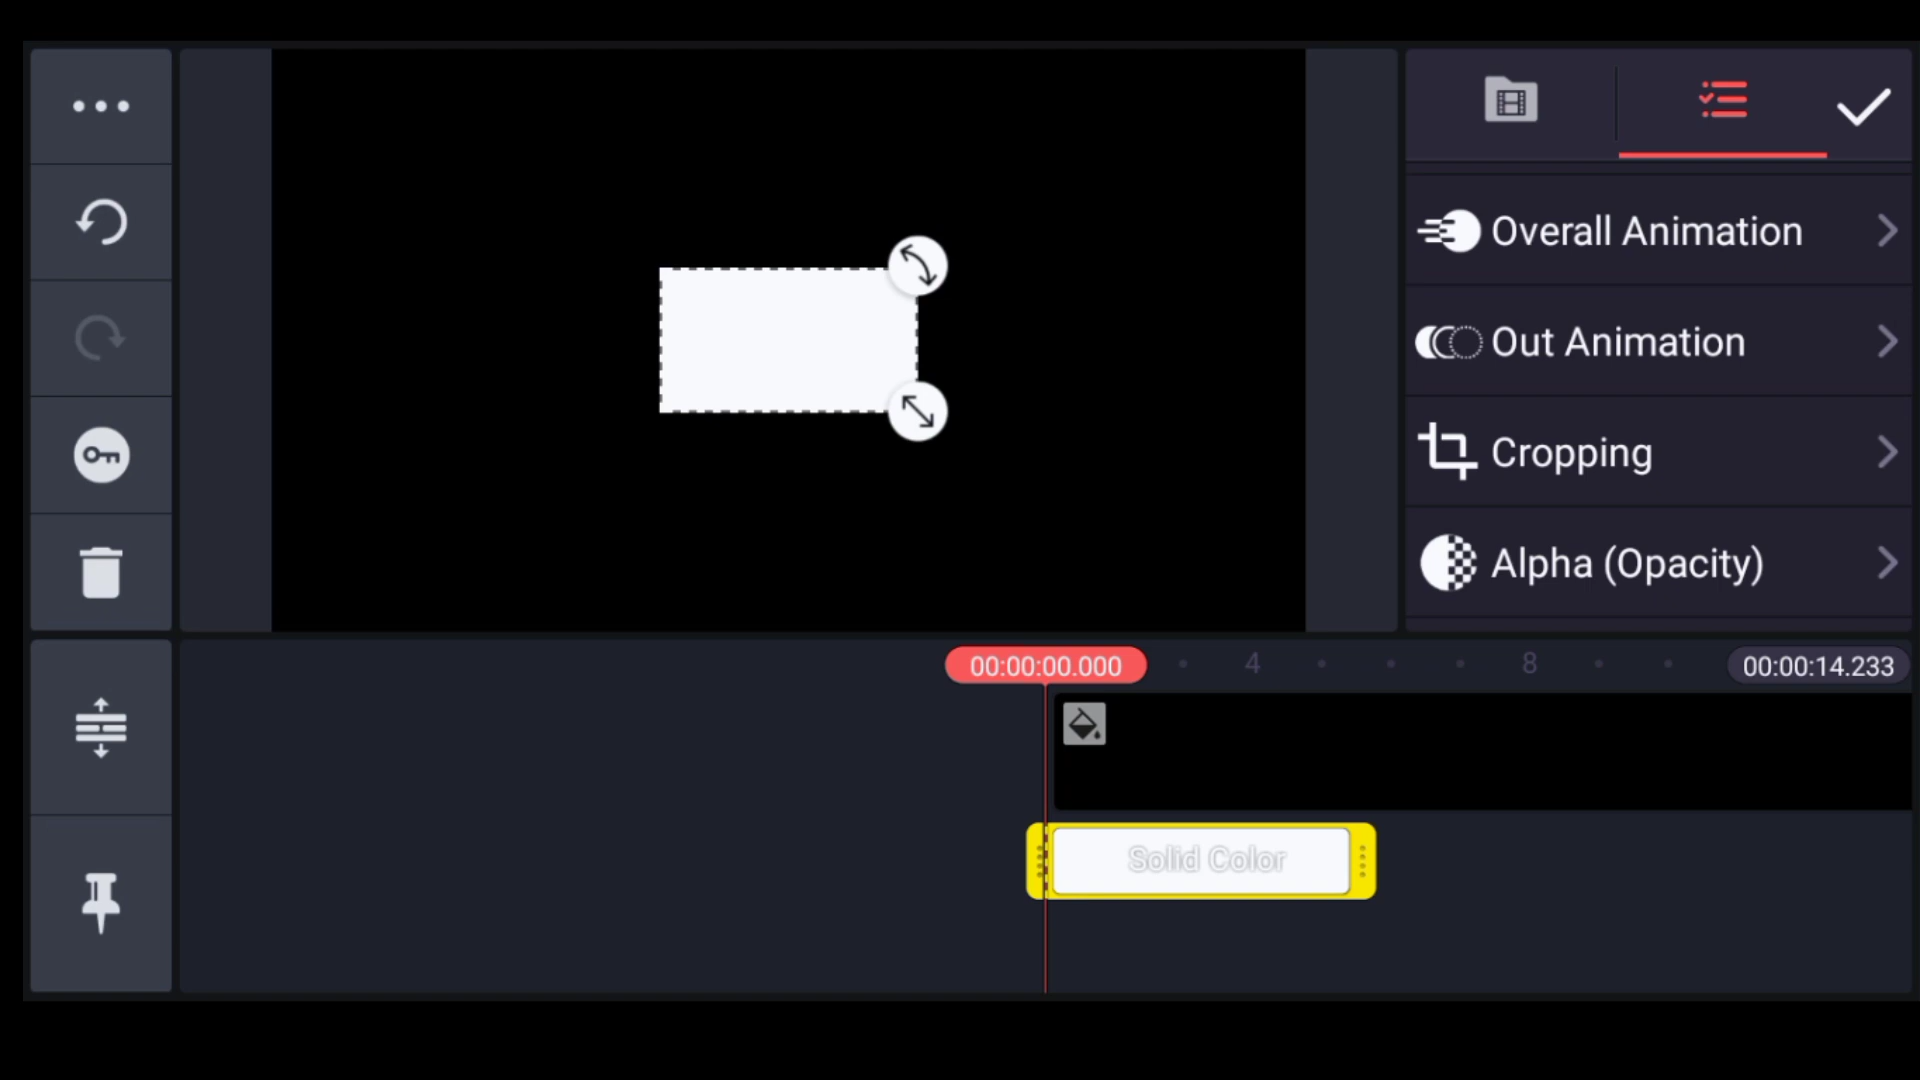 Overall Animation
Out Animation
Cropping
Alpha (Opacity)
00:00:00.000
4
8
00:00:14.233
Solid Color